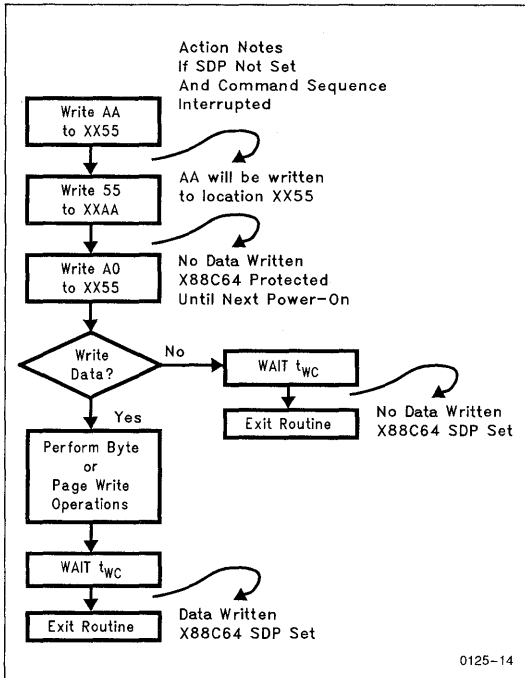 Action Notes
If SDP Not Set
And Command Sequence
Interrupted
Write AA
to XX55
AA will be written
to location XX55
Write 55
to XXAA
No Data Written
X88C64 Protected
Until Next Power-On
Write A0
to XX55
Write
Data?
No
WAIT tWC
Exit Routine
No Data Written
X88C64 SDP Set
Yes
Perform Byte
or
Page Write
Operations
WAIT tWC
Exit Routine
Data Written
X88C64 SDP Set
0125-14